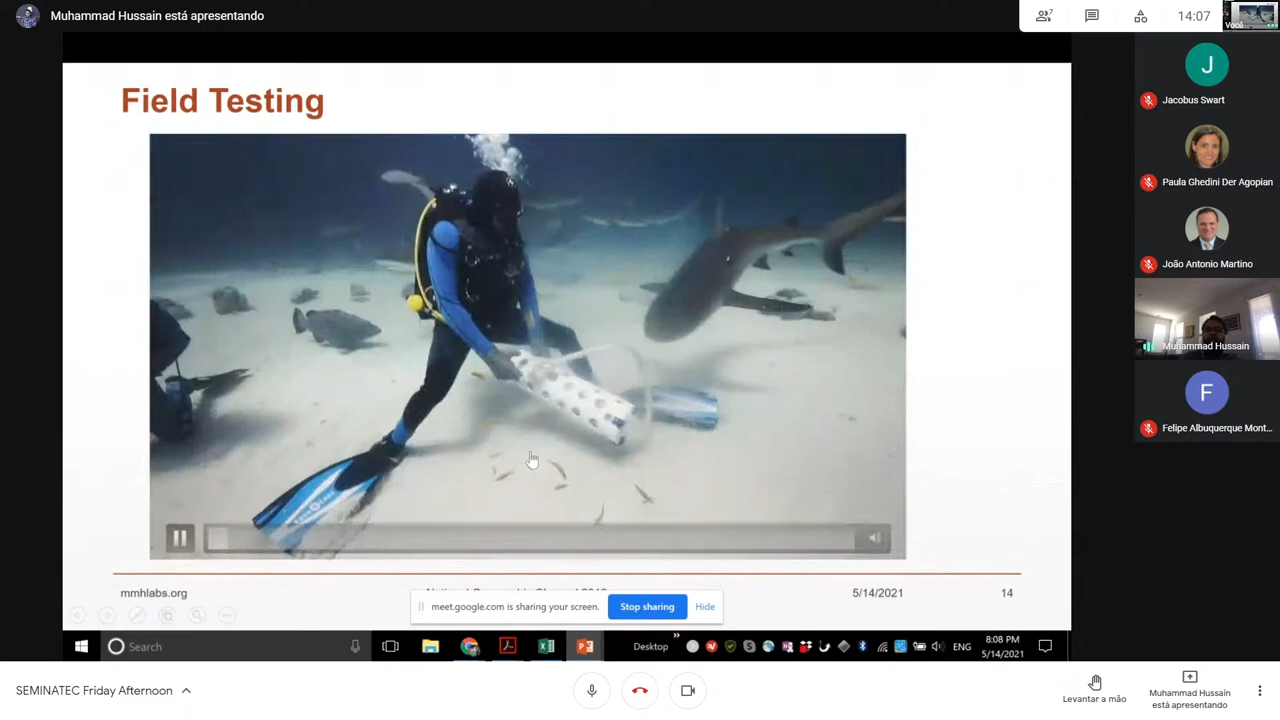 Muhammad Hussain está apresentando
7
14:07
Você
Field Testing
J
Jacobus Swart
Paula Ghedini Der Agopian
João Antonio Martino
Muhammad Hussain
F
Felipe Albuquerque Mont...
mmhlabs.org
5/14/2021
14
meet.google.com is sharing your screen.
Stop sharing
Hide
Search
Desktop
ENG
8:08 PM
5/14/2021
SEMINATEC Friday Afternoon
Levantar a mão
Muhammad Hussain
está apresentando